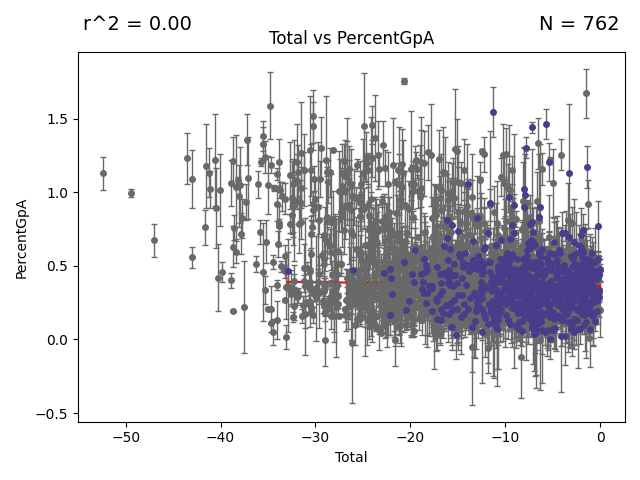 r^2 = 0.00
N = 762
Total vs PercentGpA
1.5
1.0
0.5
0.0
−0.5
PercentGpA
−50
−40
−30
−20
−10
0
Total